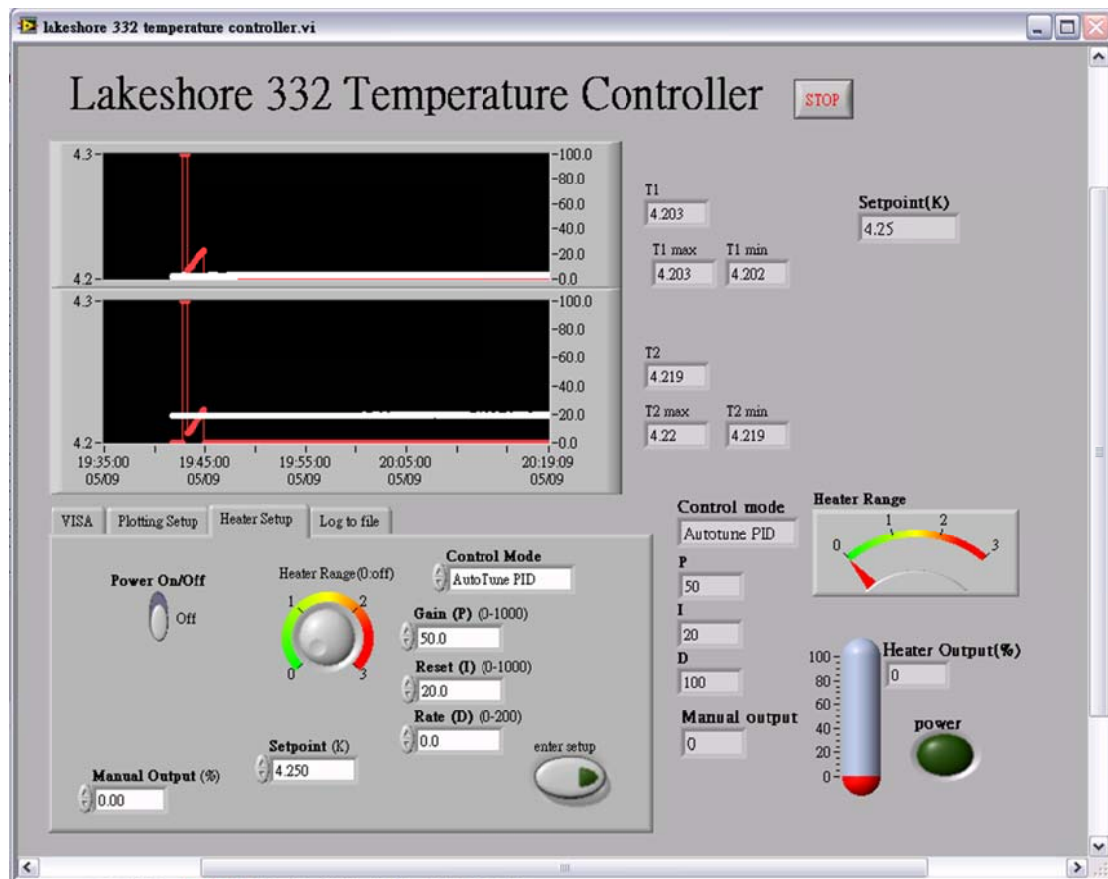 lakeshore 332 temperature controller.vi
Lakeshore 332 Temperature Controller
STOP
4.3
4.2
100.0
80.0
60.0
40.0
20.0
0.0
T1
4.203
T1 max T1 min
4.203 4.202
Setpoint(K)
4.25
4.3
4.2
100.0
80.0
60.0
40.0
20.0
0.0
19:35:00 19:45:00 19:55:00 20:05:00 20:19:09
05/09 05/09 05/09 05/09 05/09
T2
4.219
T2 max T2 min
4.22 4.219
VISA Plotting Setup Heater Setup Log to file
Power On/Off
Off
Heater Range(0:off)
0 1 2 3
Control Mode
AutoTune PID
Gain (P) (0-1000)
50.0
Reset (I) (0-1000)
20.0
Rate (D) (0-200)
0.0
Setpoint (K)
4.250
Manual Output (%)
0.00
enter setup
Control mode
Autotune PID
P
50
I
20
D
100
Manual output
0
Heater Range
0 1 2 3
100
80
60
40
20
0
Heater Output(%)
0
power